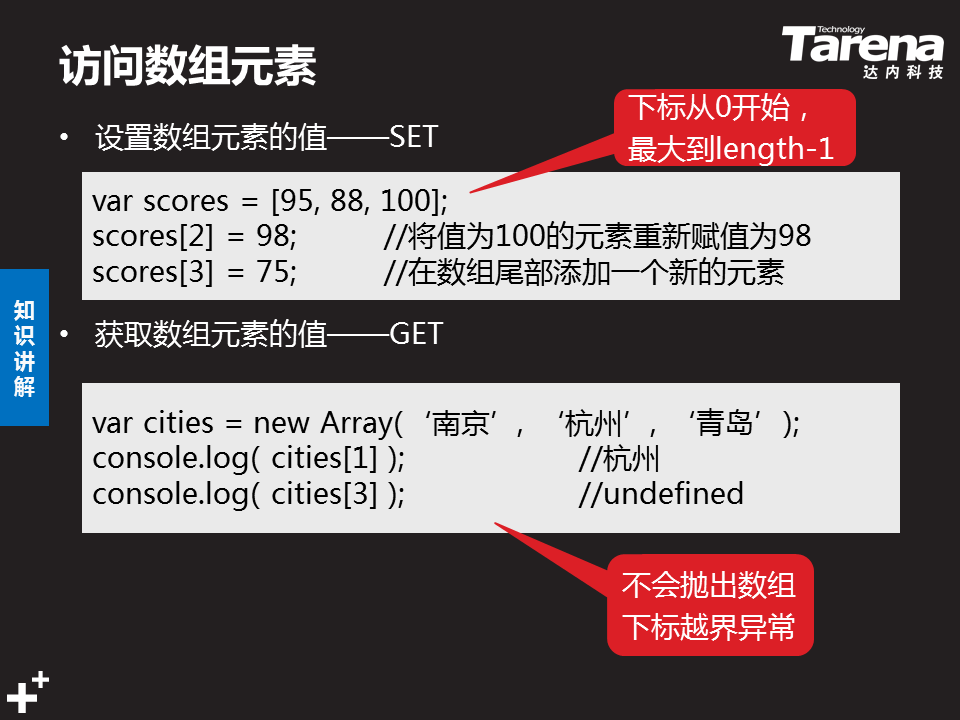 访问数组元素
Technology
Tarena
达内科技
• 设置数组元素的值——SET
下标从0开始，
最大到length-1
var scores = [95, 88, 100];
scores[2] = 98; //将值为100的元素重新赋值为98
scores[3] = 75; //在数组尾部添加一个新的元素
知
识
讲
解
• 获取数组元素的值——GET
var cities = new Array(‘南京’, ‘杭州’, ‘青岛’);
console.log( cities[1] ); //杭州
console.log( cities[3] ); //undefined
不会抛出数组
下标越界异常